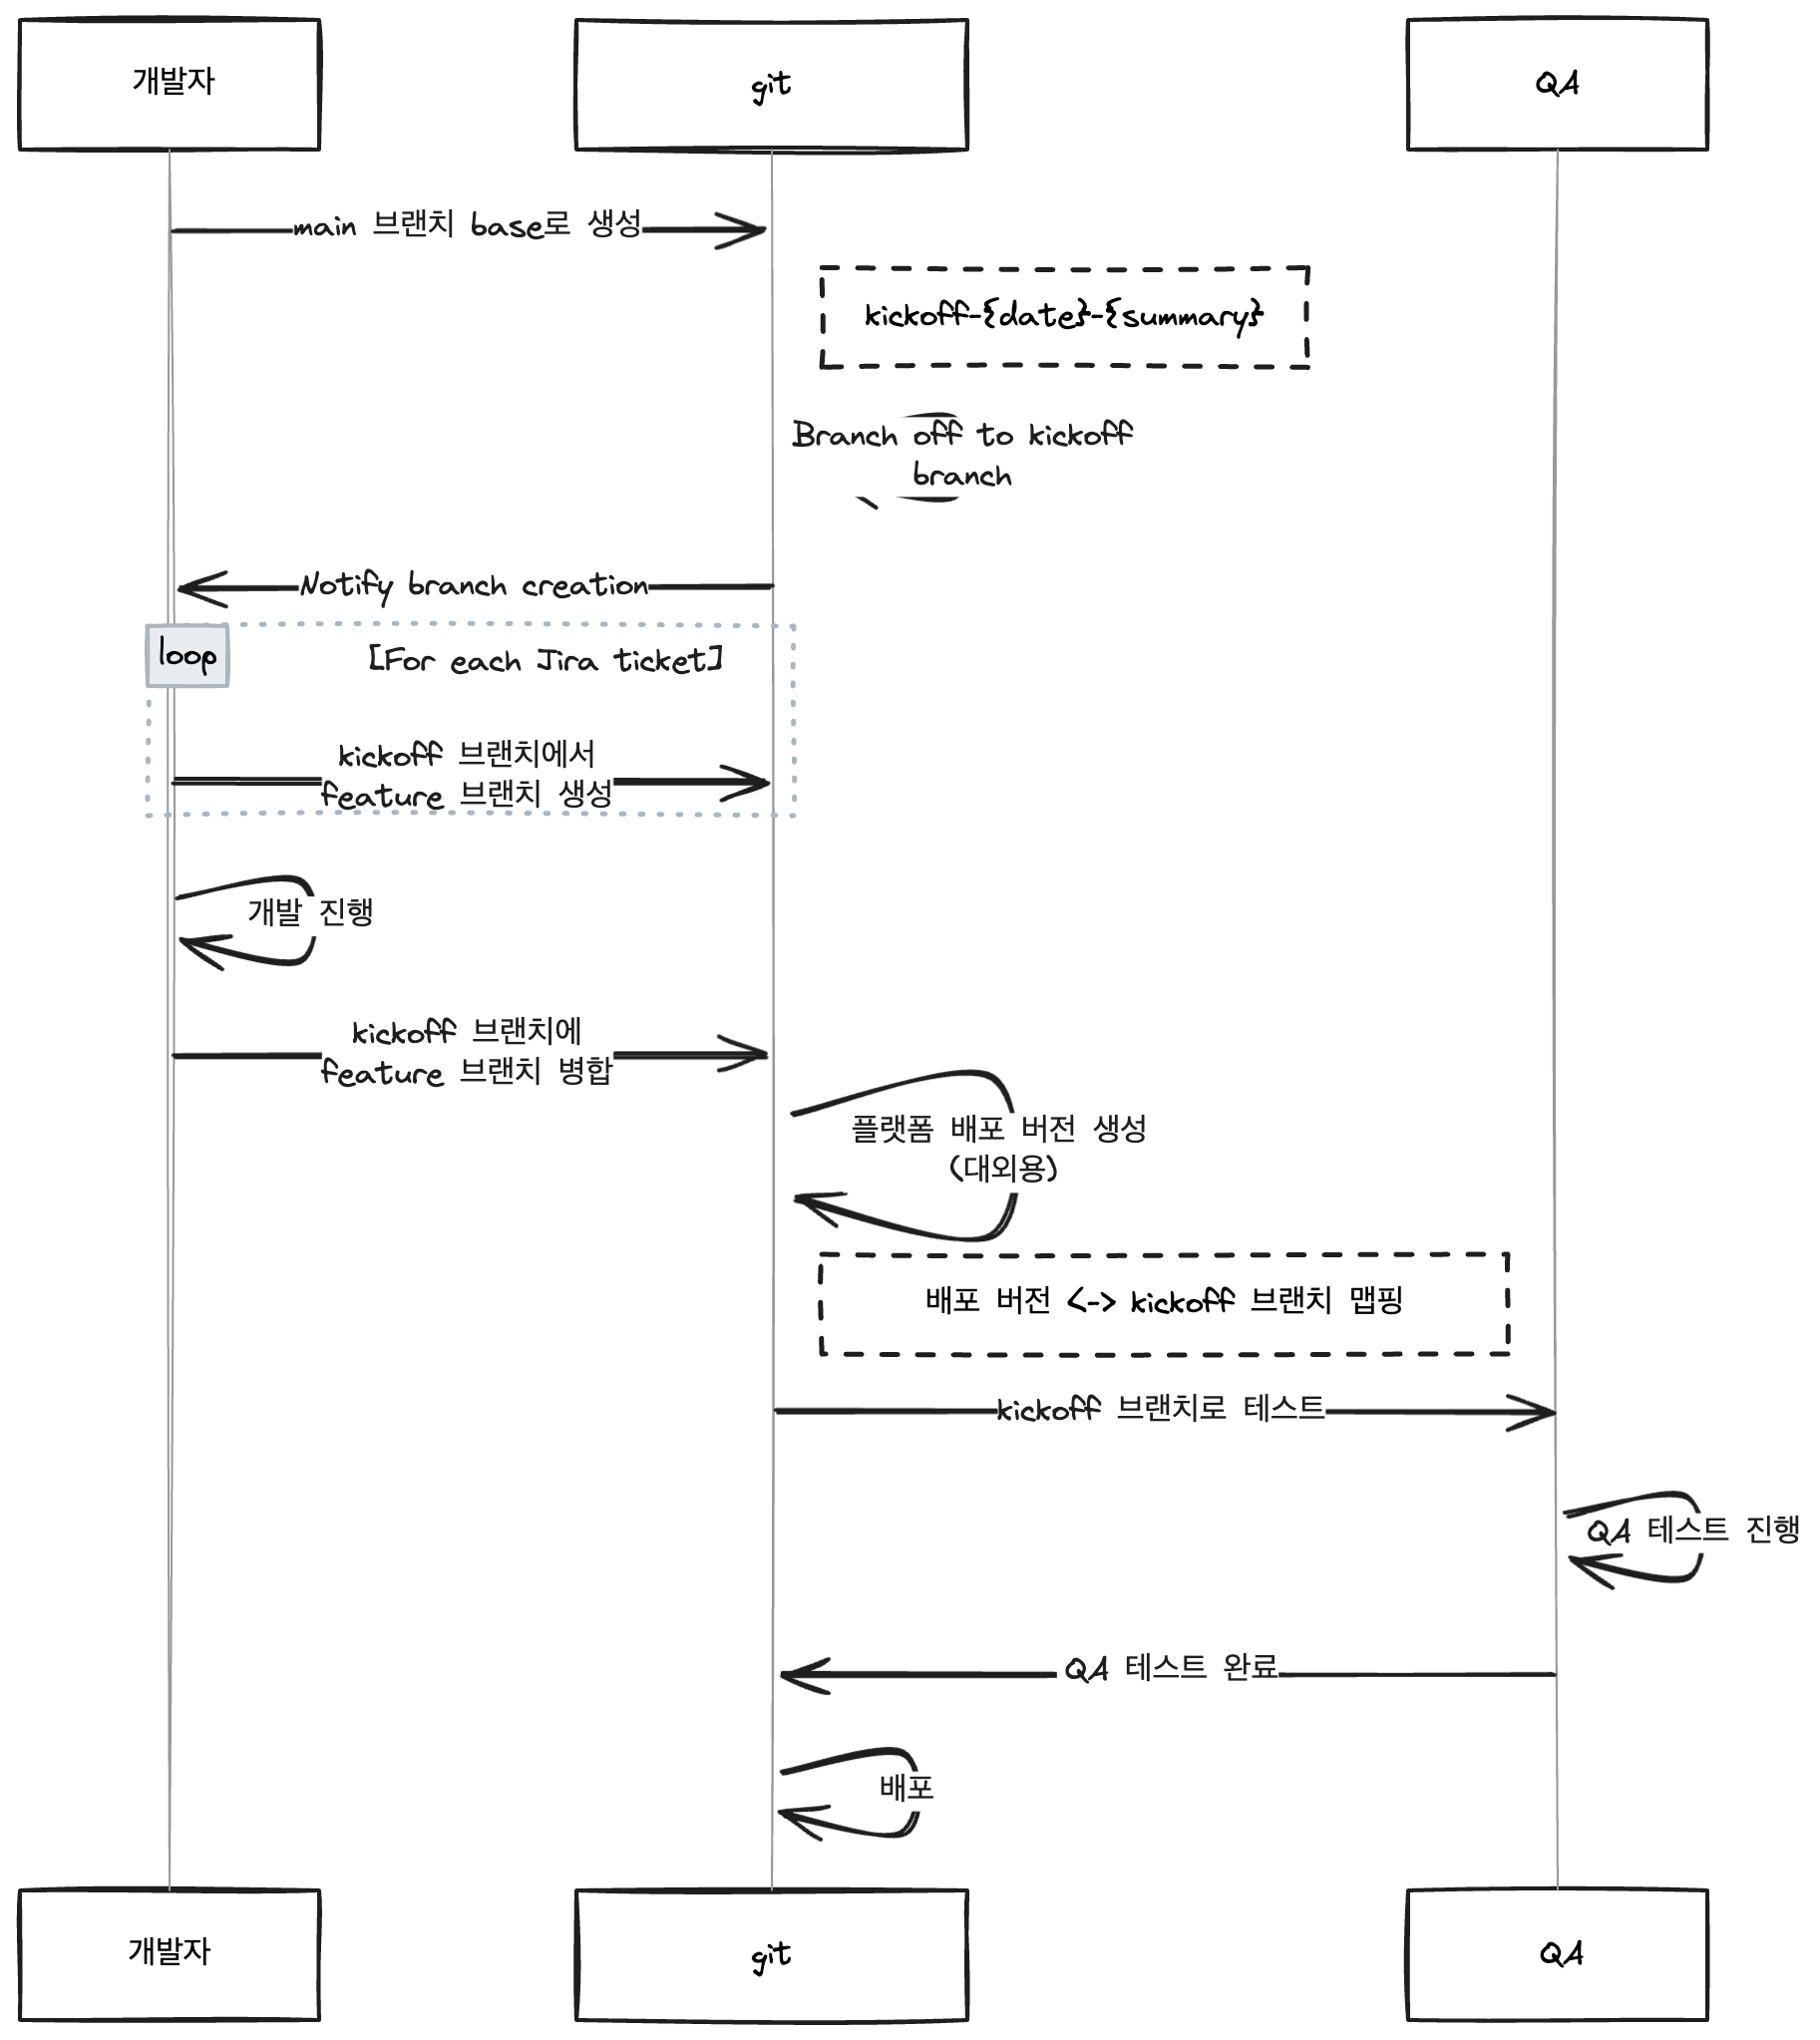 개발자
git
QA
main 브랜치 base로 생성
kickoff-{date}-{summary}
Branch off to kickoff
branch
Notify branch creation
loop
[For each Jira ticket]
kickoff 브랜치에서
feature 브랜치 생성
개발 진행
kickoff 브랜치에
feature 브랜치 병합
플랫폼 배포 버전 생성
(대외용)
배포 버전 <-> kickoff 브랜치 맵핑
kickoff 브랜치로 테스트
QA 테스트 진행
QA 테스트 완료
배포
개발자
git
QA